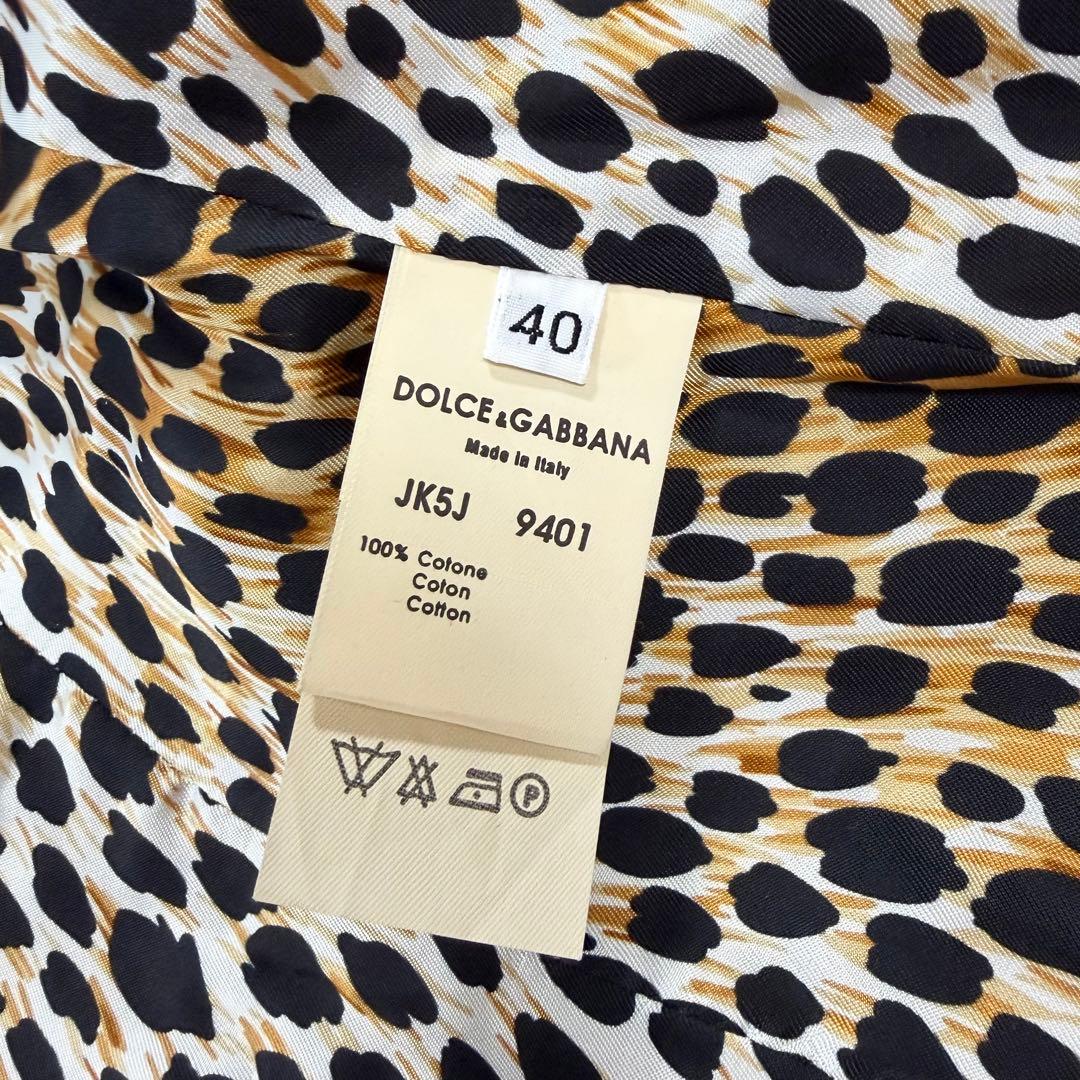 40
DOLCE&GABBANA
Made in Italy
JK5J 9401
100% Cotone
Coton
Cotton
P